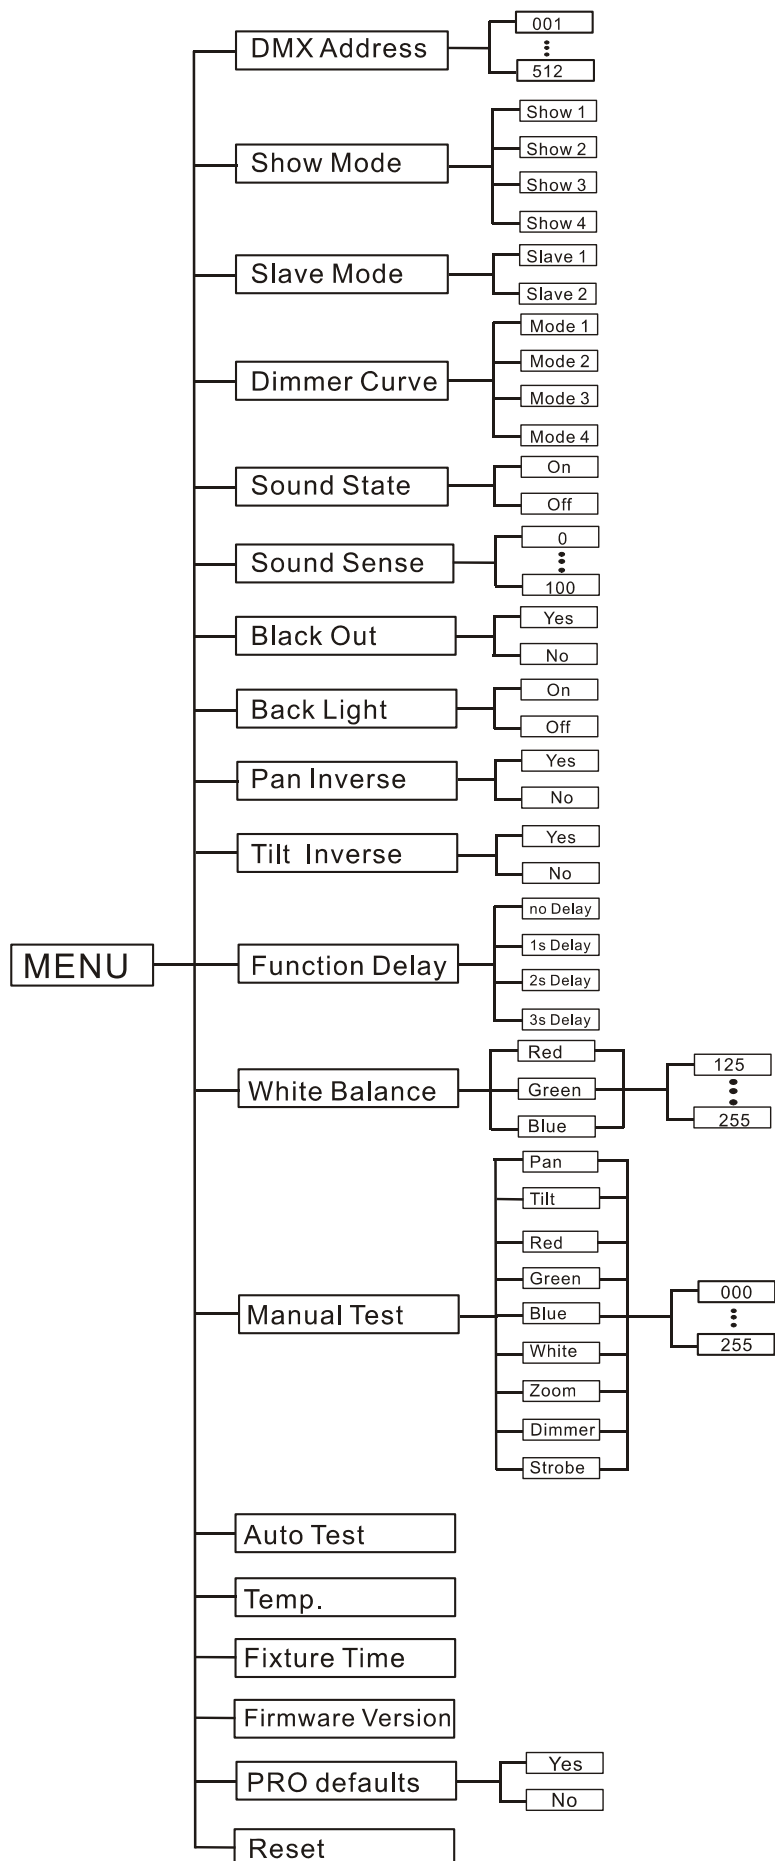 DMX Address
001
512
Show Mode
Show 1
Show 2
Show 3
Show 4
Slave Mode
Slave 1
Slave 2
Dimmer Curve
Mode 1
Mode 2
Mode 3
Mode 4
Sound State
On
Off
Sound Sense
0
100
Black Out
Yes
No
Back Light
On
Off
Pan Inverse
Yes
No
Tilt Inverse
Yes
No
MENU
Function Delay
no Delay
1s Delay
2s Delay
3s Delay
White Balance
Red
Green
Blue
125
255
Manual Test
Pan
Tilt
Red
Green
Blue
White
Zoom
Dimmer
Strobe
000
255
Auto Test
Temp.
Fixture Time
Firmware Version
PRO defaults
Yes
No
Reset